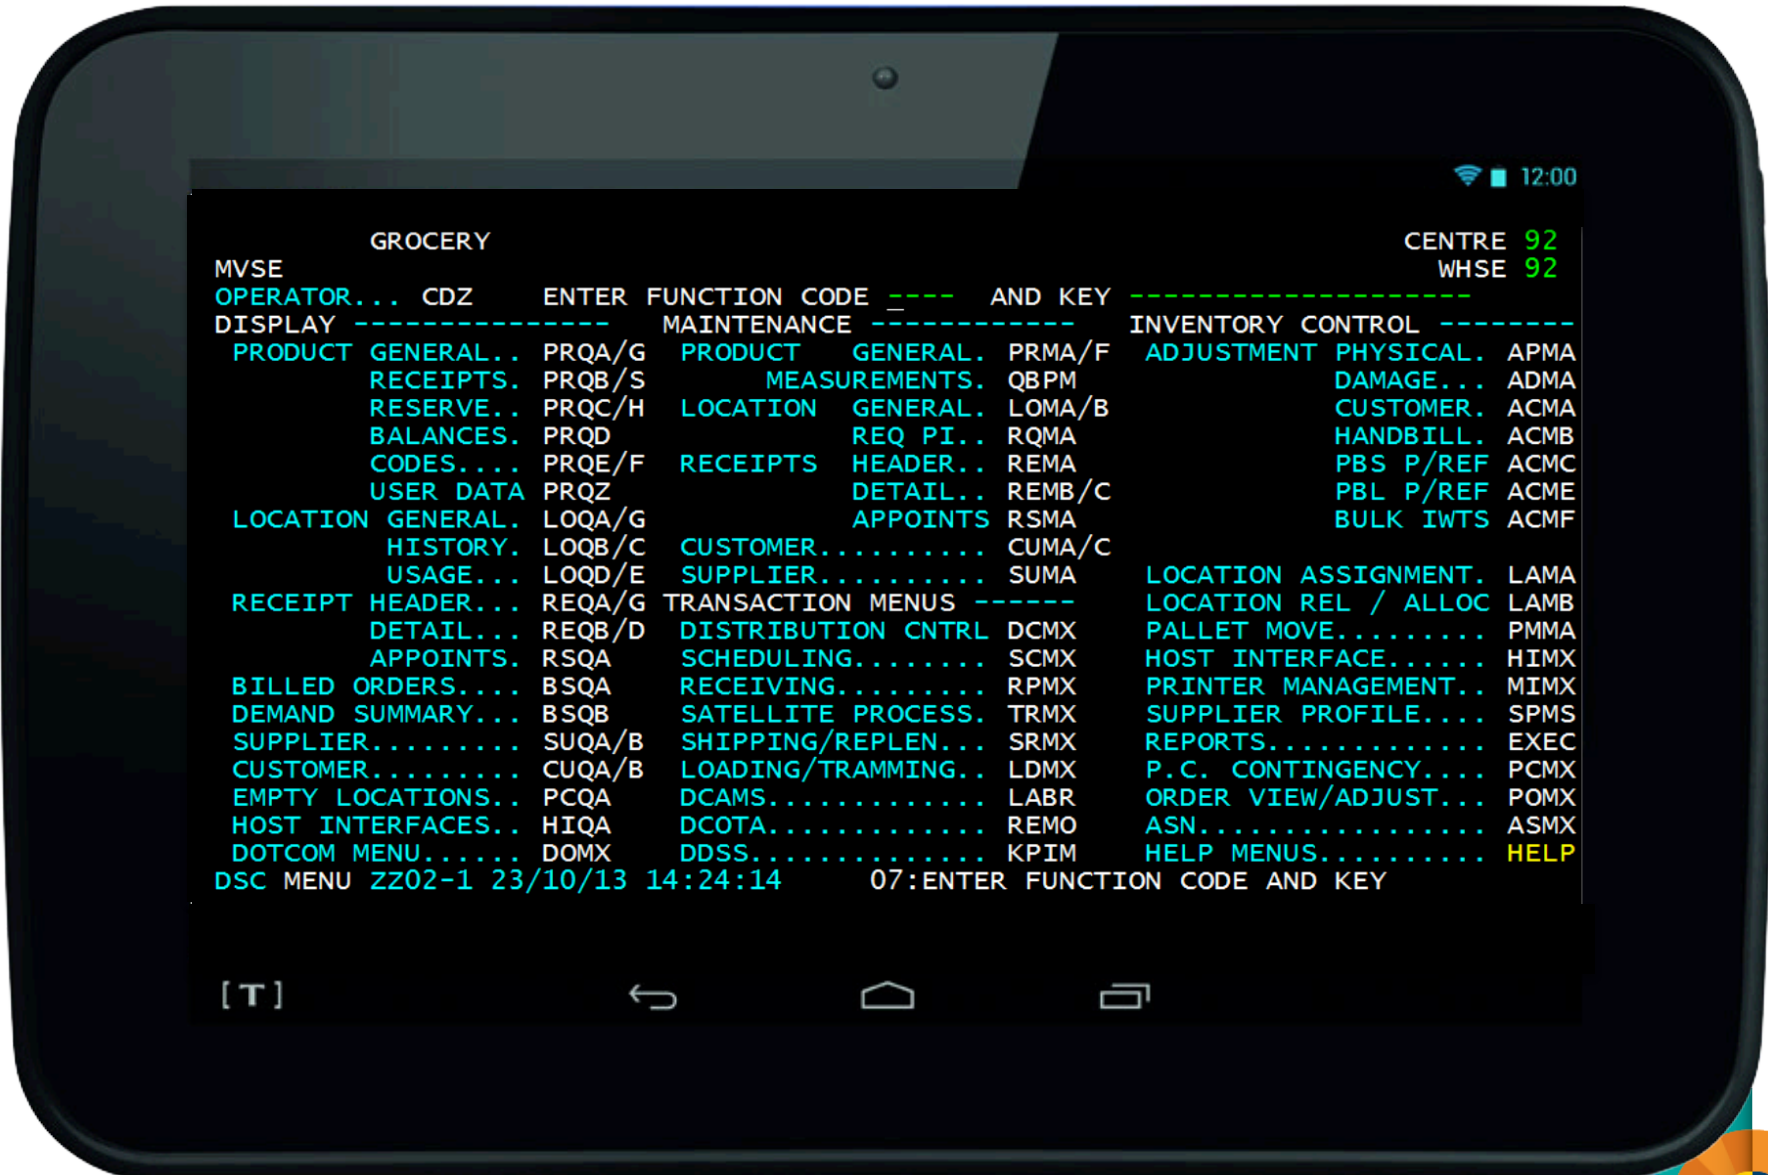 12:00
GROCERY CENTRE 92
MVSE WHSE 92
OPERATOR... CDZ ENTER FUNCTION CODE ---- AND KEY --------------------
DISPLAY --------------- MAINTENANCE ------------ INVENTORY CONTROL --------
PRODUCT GENERAL.. PRQA/G PRODUCT GENERAL. PRMA/F ADJUSTMENT PHYSICAL. APMA
RECEIPTS. PRQB/S MEASUREMENTS. QBPM DAMAGE... ADMA
RESERVE.. PRQC/H LOCATION GENERAL. LOMA/B CUSTOMER. ACMA
BALANCES. PRQD REQ PI.. RQMA HANDBILL. ACMB
CODES.... PRQE/F RECEIPTS HEADER.. REMA PBS P/REF ACMC
USER DATA PRQZ DETAIL.. REMB/C PBL P/REF ACME
LOCATION GENERAL. LOQA/G APPOINTS RSMA BULK IWTS ACMF
HISTORY. LOQB/C CUSTOMER.......... CUMA/C
USAGE... LOQD/E SUPPLIER.......... SUMA LOCATION ASSIGNMENT. LAMA
RECEIPT HEADER... REQA/G TRANSACTION MENUS ------ LOCATION REL / ALLOC LAMB
DETAIL... REQB/D DISTRIBUTION CNTRL DCMX PALLET MOVE......... PMMA
APPOINTS. RSQA SCHEDULING........ SCMX HOST INTERFACE...... HIMX
BILLED ORDERS.... BSQA RECEIVING......... RPMX PRINTER MANAGEMENT.. MIMX
DEMAND SUMMARY... BSQB SATELLITE PROCESS. TRMX SUPPLIER PROFILE.... SPMS
SUPPLIER......... SUQA/B SHIPPING/REPLEN... SRMX REPORTS............. EXEC
CUSTOMER......... CUQA/B LOADING/TRAMMING.. LDMX P.C. CONTINGENCY.... PCMX
EMPTY LOCATIONS.. PCQA DCAMS............. LABR ORDER VIEW/ADJUST... POMX
HOST INTERFACES.. HIQA DCOTA............. REMO ASN................. ASMX
DOTCOM MENU...... DOMX DDSS.............. KPIM HELP MENUS.......... HELP
DSC MENU ZZ02-1 23/10/13 14:24:14 07:ENTER FUNCTION CODE AND KEY
[T]